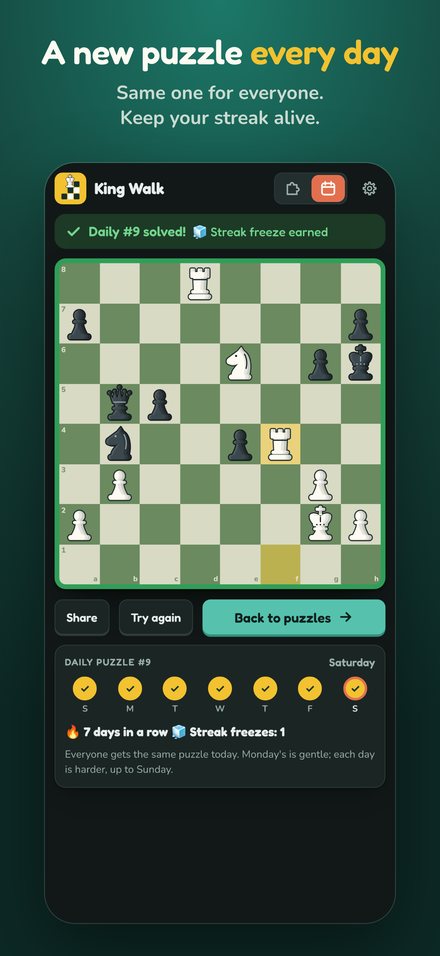 A new puzzle every day
Same one for everyone.
Keep your streak alive.
King Walk
Daily #9 solved! 🧊 Streak freeze earned
8
7
6
5
4
3
2
1
a b c d e f g h
Share
Try again
Back to puzzles →
DAILY PUZZLE #9
Saturday
S M T W T F S
🔥 7 days in a row 🧊 Streak freezes: 1
Everyone gets the same puzzle today. Monday's is gentle; each day
is harder, up to Sunday.